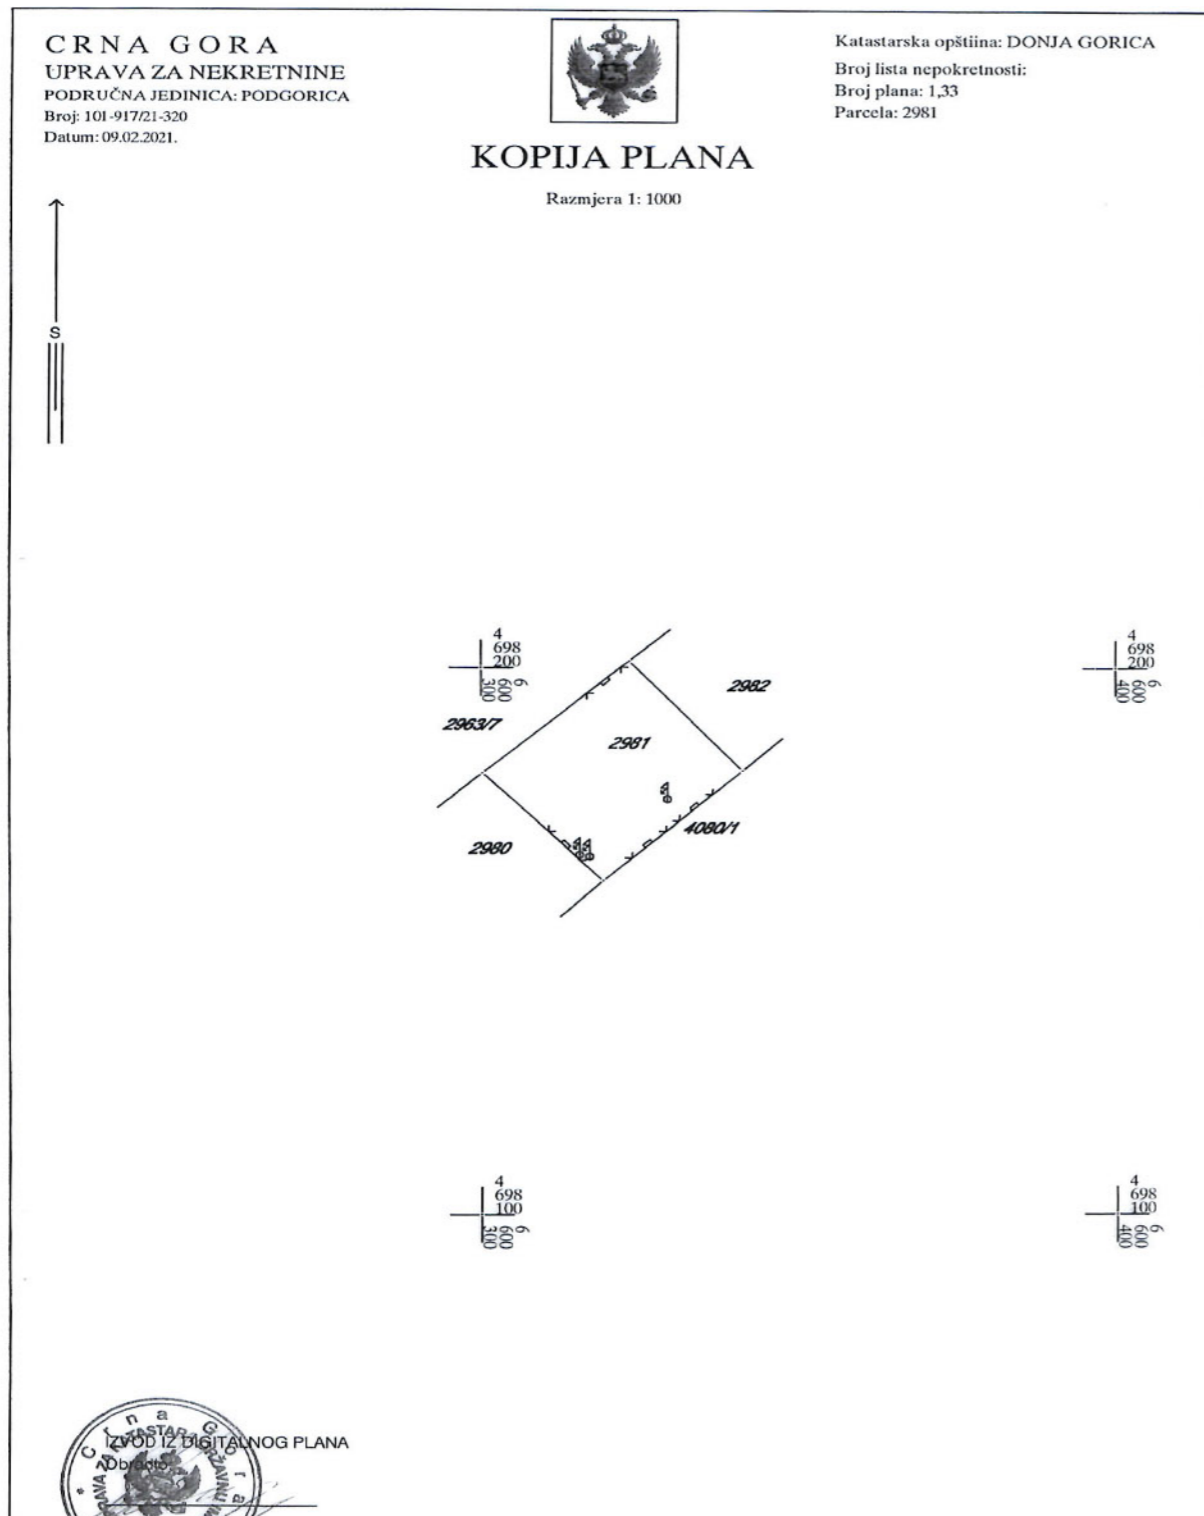 CRNA GORA
UPRAVA ZA NEKRETNINE
PODRUČNA JEDINICA: PODGORICA
Broj: 101-917/21-320
Datum: 09.02.2021.
Katastarska opštiina: DONJA GORICA
Broj lista nepokretnosti:
Broj plana: 1,33
Parcela: 2981
KOPIJA PLANA
Razmjera 1: 1000
S
4
698
200
6
600
300
4
698
200
6
600
400
2982
2963/7
2981
4080/1
2980
4
698
100
6
600
300
4
698
100
6
600
400
Crna Gora
IZVOD IZ DIGITALNOG PLANA
Obradio